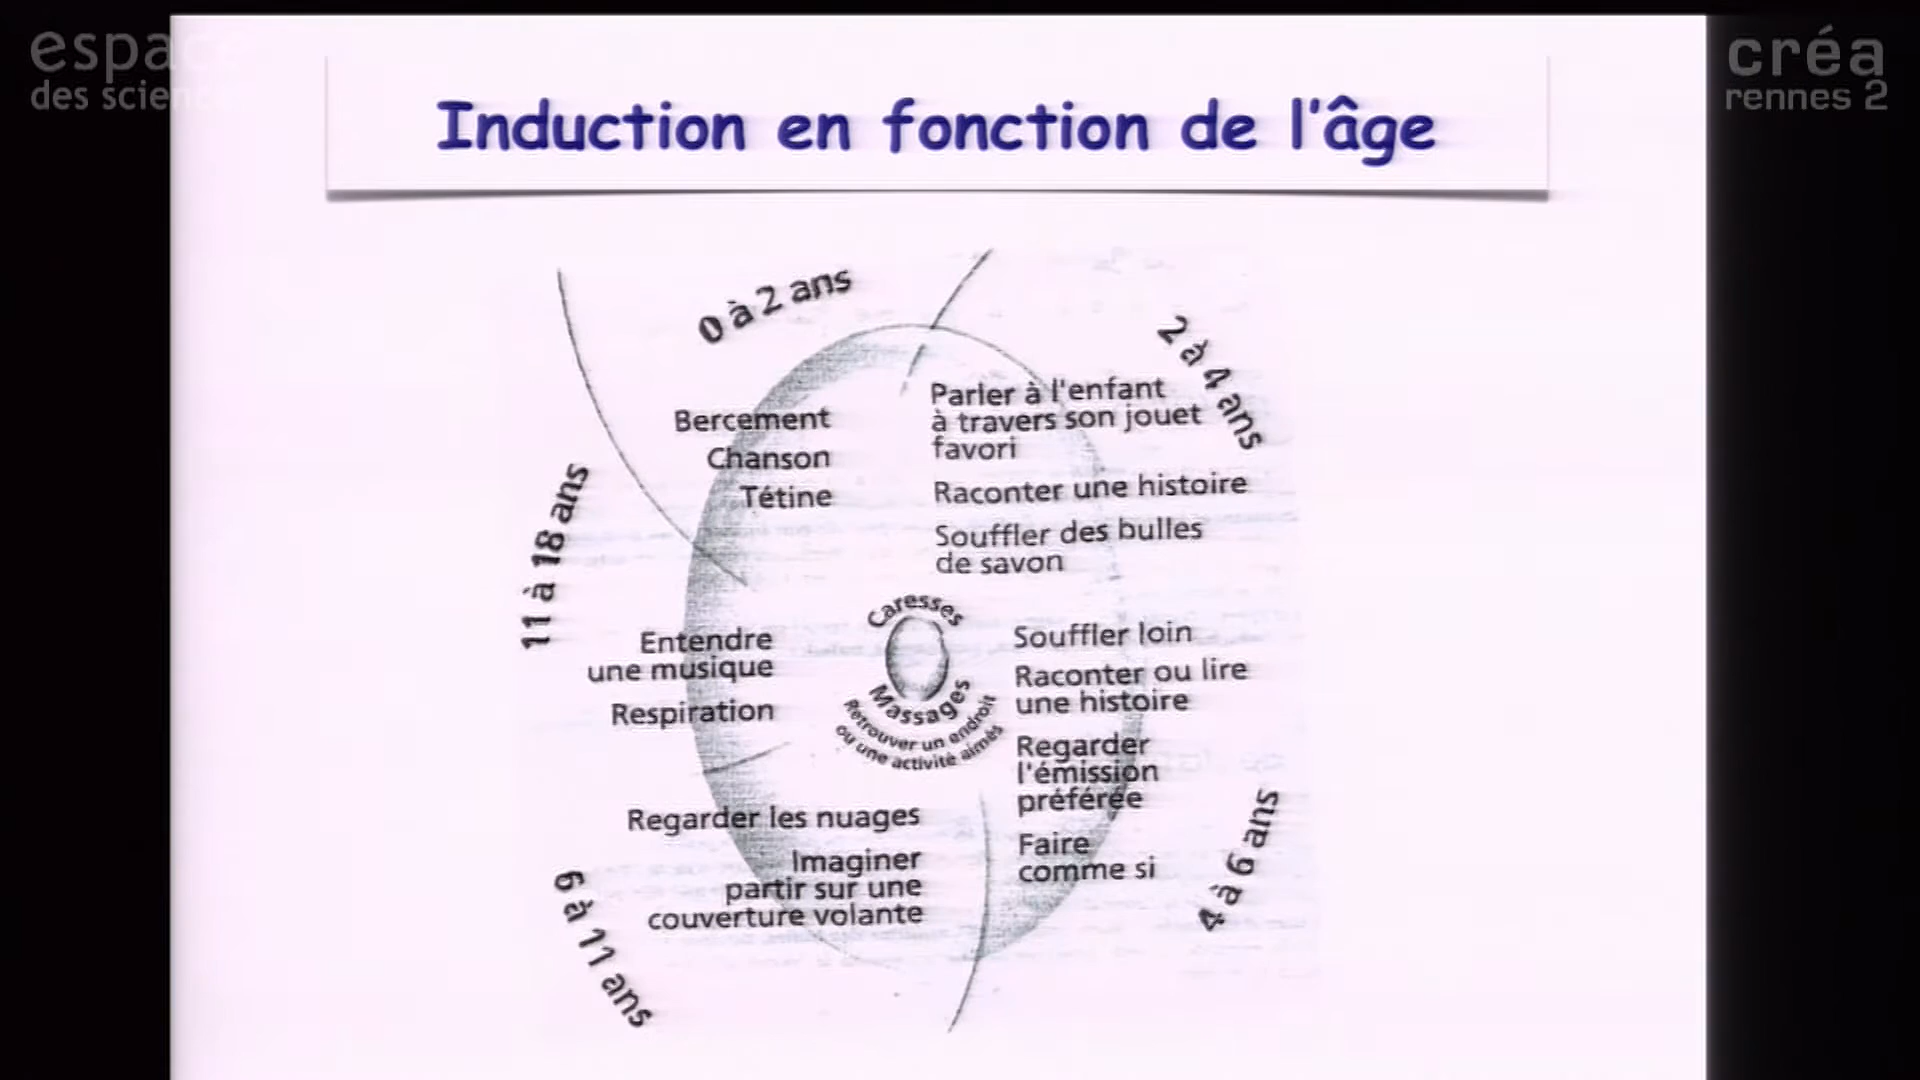 espace
des scienc
créa
rennes 2
Induction en fonction de l'âge
0 à 2 ans
Bercement
Chanson
Tétine
2 à 4 ans
Parler à l'enfant
à travers son jouet
favori
Raconter une histoire
Souffler des bulles
de savon
11 à 18 ans
Entendre
une musique
Respiration
Caresses
Massages
Retrouver un endroit
ou une activité aimés
4 à 6 ans
Souffler loin
Raconter ou lire
une histoire
Regarder
l'émission
préférée
Faire
comme si
6 à 11 ans
Regarder les nuages
Imaginer
partir sur une
couverture volante